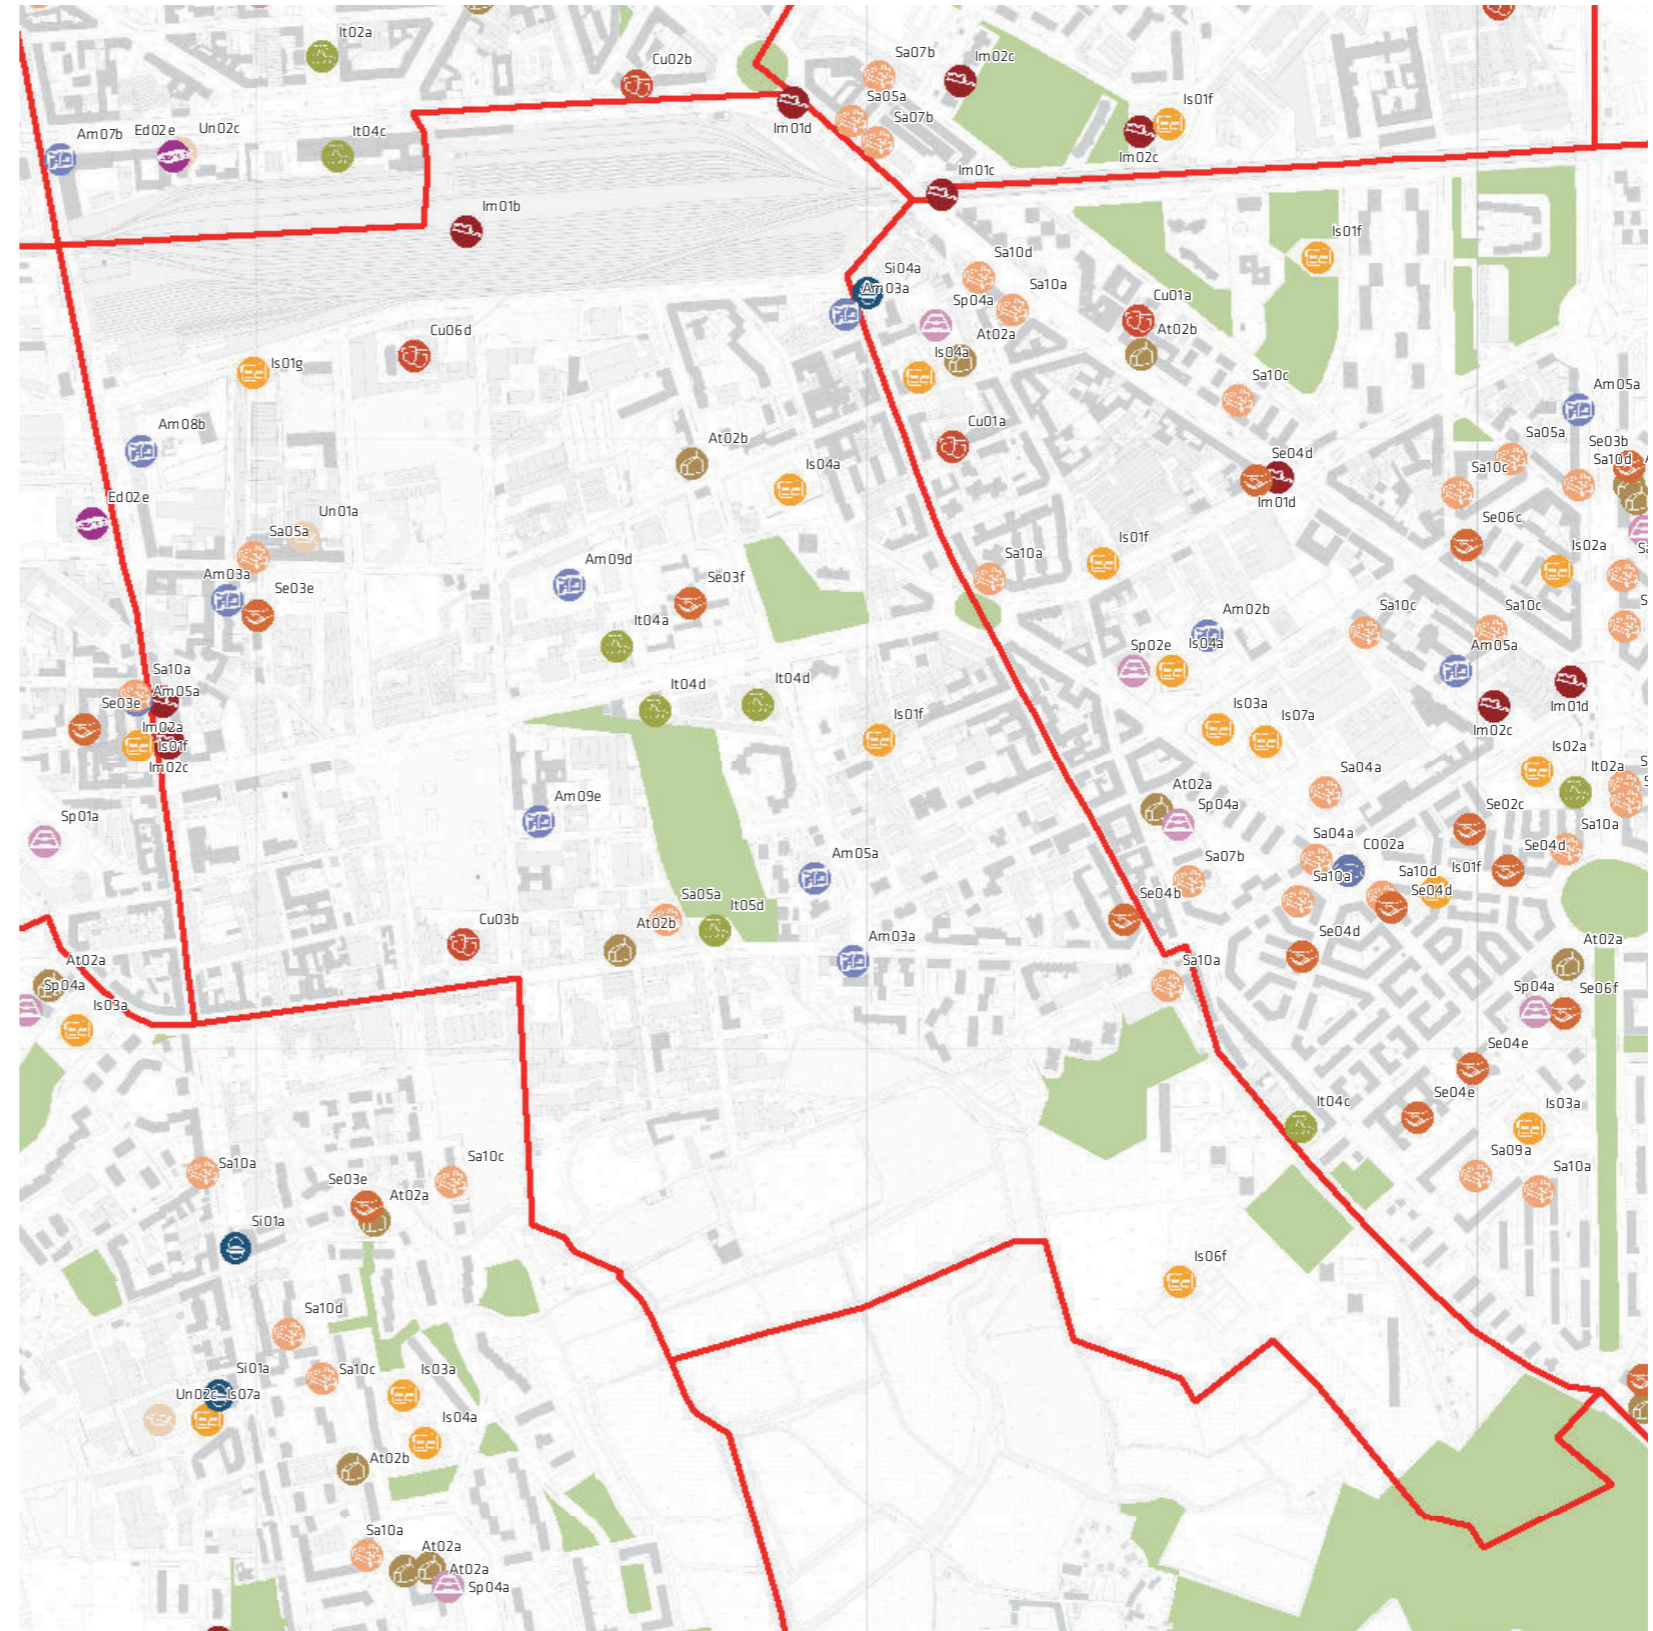 It02a
Cu02b
Sa07b
Im02c
Sa05a
Is01f
Am07b
Ed02e
Un02c
It04c
Im01d
Sa07b
Im02c
Im01c
Im01b
Is01f
Sa10d
Si04a
Am03a
Sa10a
Sp04a
Cu01a
At02a
At02b
Cu06d
Is04a
Is01g
Sa10c
Am05a
Am08b
Cu01a
Sa05a
Se03b
At02b
Is04a
Se04d
Sa10c
Sa10d
Im01d
Ed02e
Un01a
Se06c
Sa05a
Sa10a
Is01f
Is02a
Am09d
Am03a
Se03e
Se03f
It04a
Am02b
Sa10c
Sa10c
Sp02e
Is04a
Am05a
Sa10a
Am05a
Se03e
It04d
It04d
Im01d
Im02a
Is01f
Im02c
Is01f
Is03a
Is07a
Im02c
Is02a
It02a
Sa04a
At02a
Sp04a
Am09e
Sp01a
Se02c
Sa10a
Sa04a
C002a
Se04d
Am05a
Sa07b
Sa10a
Sa10d
Is01f
Se04d
Sa05a
It05d
Se04b
Cu03b
At02b
Se04d
At02a
Am03a
At02a
Sa10a
Sp04a
Is03a
Sp04a
Se06f
Se04e
Se04e
Is03a
It04c
Sa09a
Sa10a
Sa10a
Sa10c
Se03e
At02a
Si01a
Is06f
Sa10d
Si01a
Sa10c
Is03a
Un02c
Is07a
Is04a
At02b
Sa10a
At02a
At02a
Sp04a